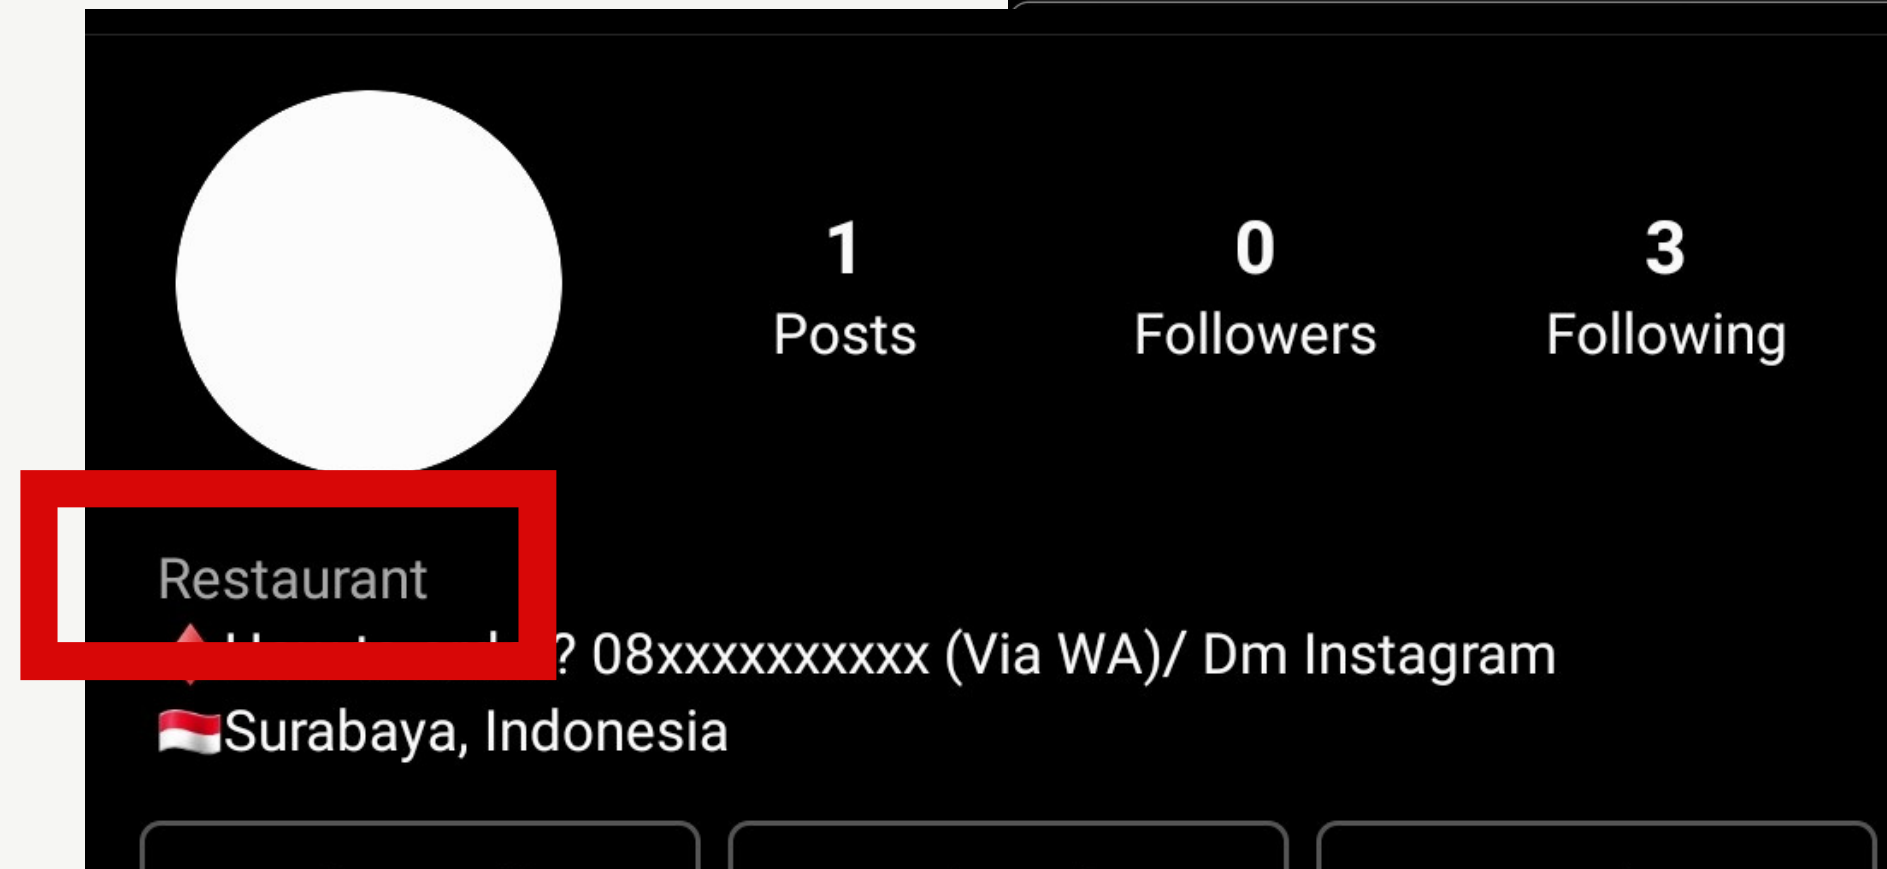 1 0 3
Posts Followers Following
Restaurant
? 08xxxxxxxxxx (Via WA)/ Dm Instagram
🇮🇩Surabaya, Indonesia